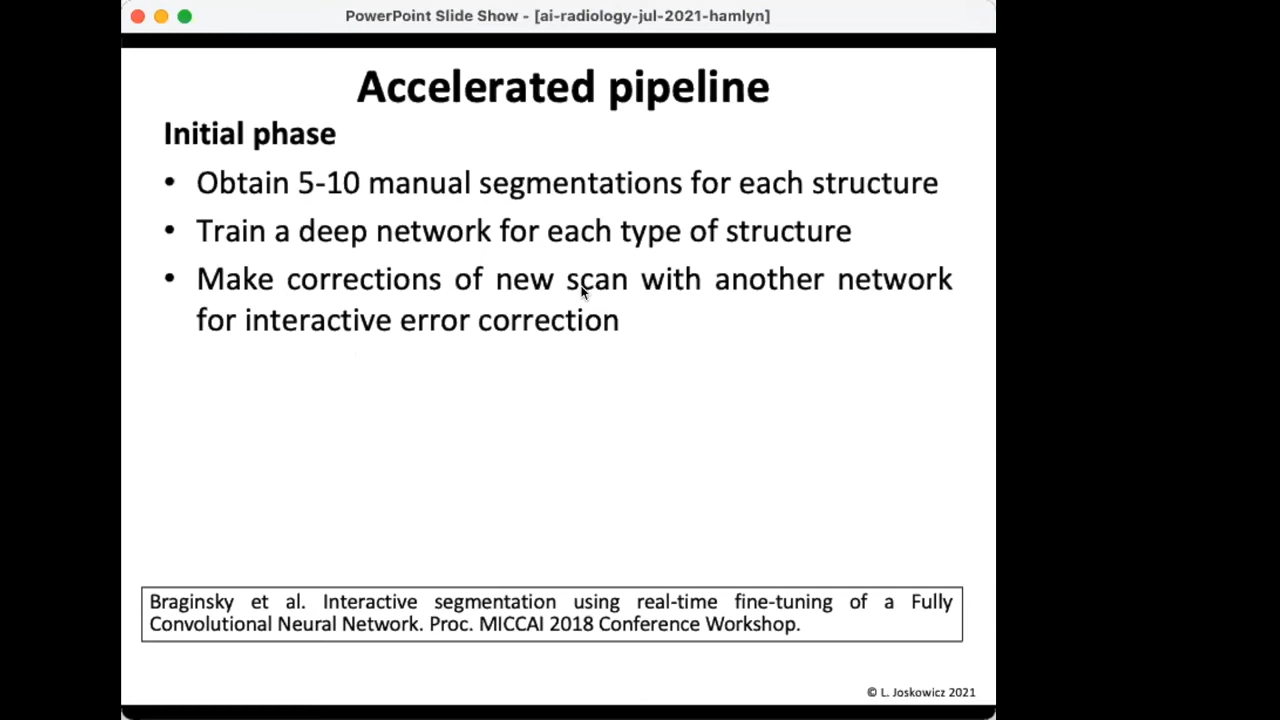 PowerPoint Slide Show - [ai-radiology-jul-2021-hamlyn]
Accelerated pipeline
Initial phase
• Obtain 5-10 manual segmentations for each structure
• Train a deep network for each type of structure
• Make corrections of new scan with another network
for interactive error correction
Braginsky et al. Interactive segmentation using real-time fine-tuning of a Fully
Convolutional Neural Network. Proc. MICCAI 2018 Conference Workshop.
© L. Joskowicz 2021